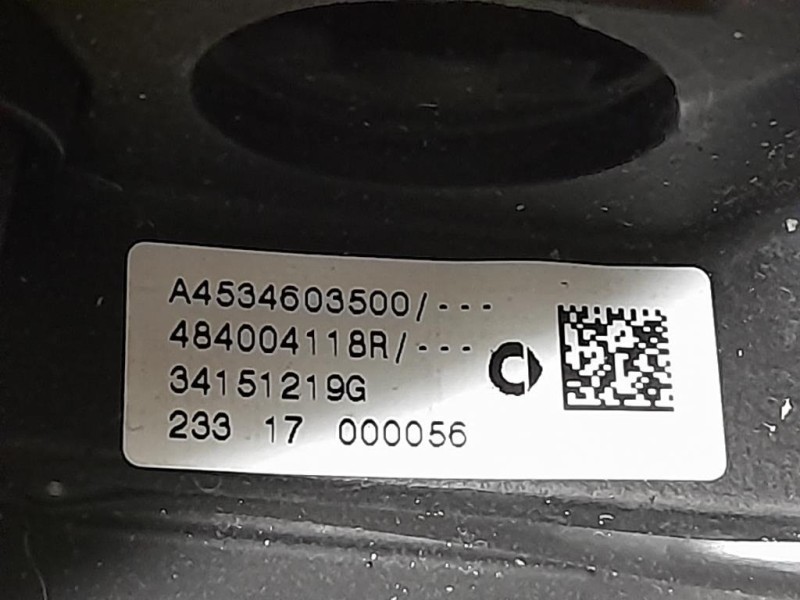 A4534603500/---
484004118R/---
34151219G
233 17 000056